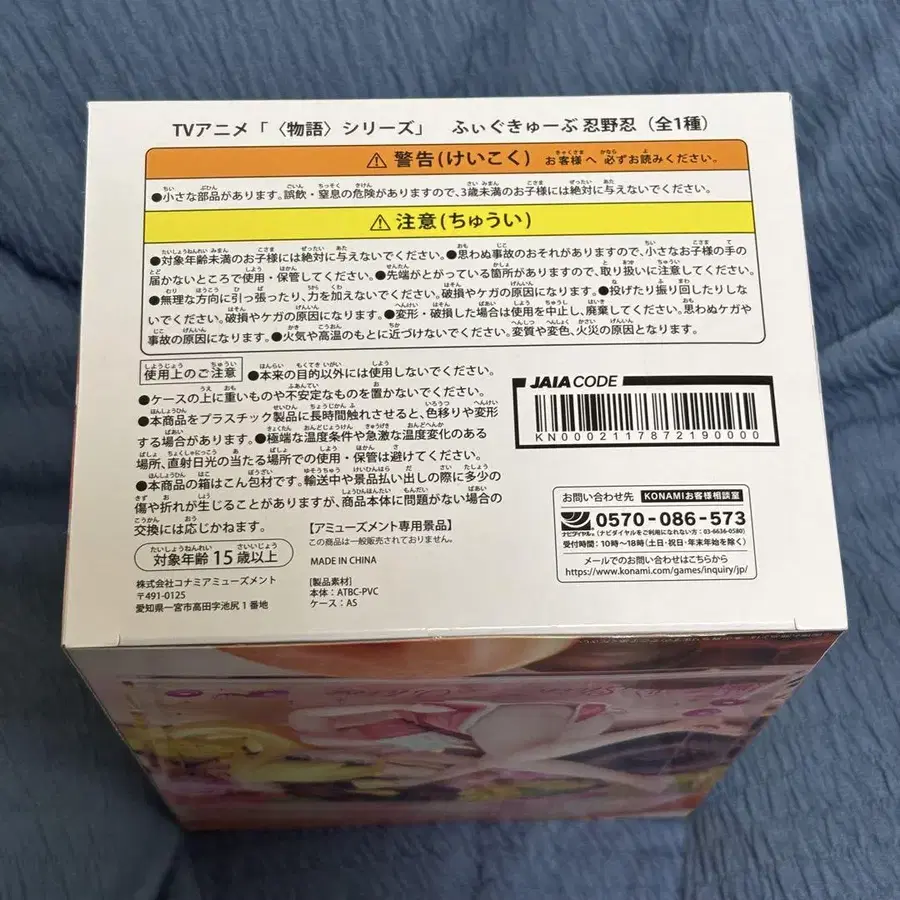 TVアニメ「〈物語〉シリーズ」　ふぃぐきゅーぶ 忍野忍（全1種）
⚠ 警告(けいこく) お客様へ 必ずお読みください。
●小さな部品があります。誤飲・窒息の危険がありますので、3歳未満のお子様には絶対に与えないでください。
⚠ 注意(ちゅうい)
●対象年齢未満のお子様には絶対に与えないでください。●思わぬ事故のおそれがありますので、小さなお子様の手の
届かないところで使用・保管してください。●先端がとがっている箇所がありますので、取り扱いに注意してください。
●無理な方向に引っ張ったり、力を加えないでください。破損やケガの原因になります。●投げたり振り回したりしな
いでください。破損やケガの原因になります。●変形・破損した場合は使用を中止し、廃棄してください。思わぬケガや
事故の原因になります。●火気や高温のもとに近づけないでください。変質や変色、火災の原因となります。
使用上のご注意 ●本来の目的以外には使用しないでください。
●ケースの上に重いものや不安定なものを置かないでください。
●本商品をプラスチック製品に長時間触れさせると、色移りや変形
する場合があります。●極端な温度条件や急激な温度変化のある
場所、直射日光の当たる場所での使用・保管は避けてください。
●本商品の箱はこん包材です。輸送中や景品払い出しの際に多少の
傷や折れが生じることがありますが、商品本体に問題がない場合の
交換には応じかねます。
対象年齢 15歳以上
株式会社コナミアミューズメント
〒491-0125
愛知県一宮市高田字池尻1番地
【アミューズメント専用景品】
この商品は一般販売されておりません。
MADE IN CHINA
[製品素材]
本体：ATBC-PVC
ケース：AS
JAIA CODE
KN0002117872190000
お問い合わせ先 KONAMIお客様相談室
ナビダイヤル 0570-086-573
(ナビダイヤルをご利用になれない方：03-6636-0580)
受付時間：10時～18時(土日・祝日・年末年始を除く)
メールでのお問い合わせはこちらから
https://www.konami.com/games/inquiry/jp/